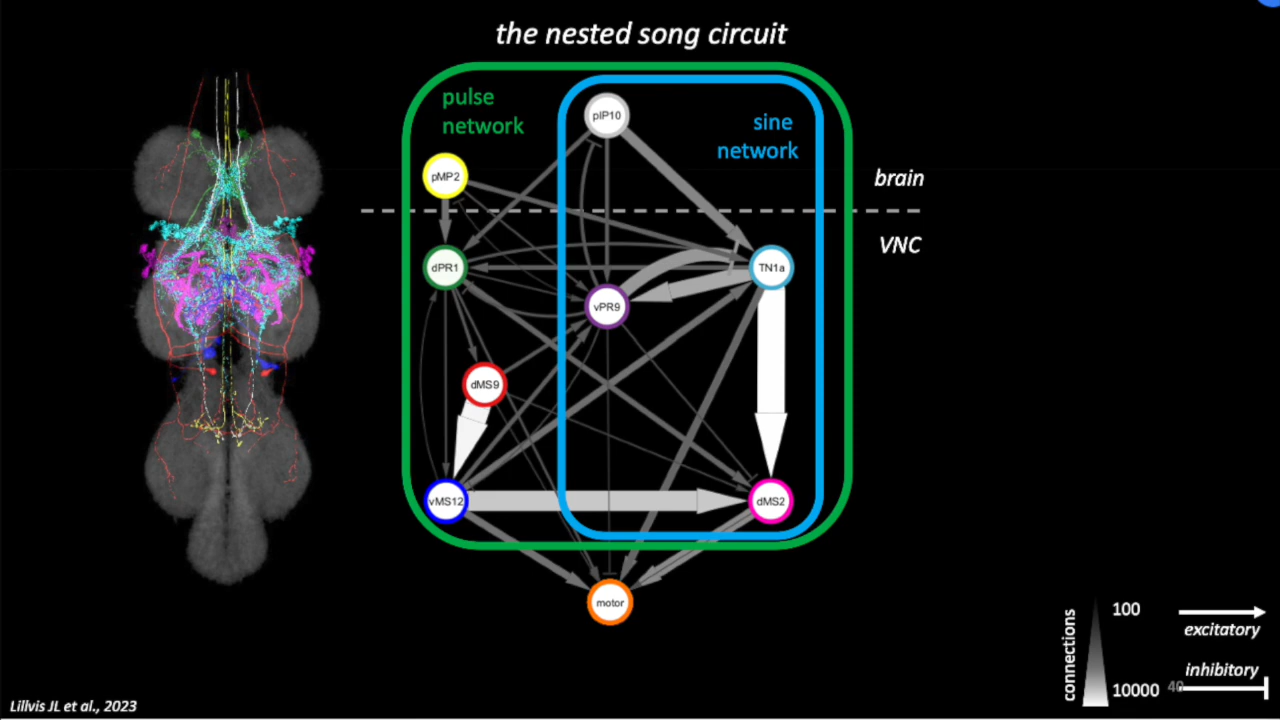 the nested song circuit
pulse
network
pIP10
sine
network
pMP2
brain
VNC
dPR1
TN1a
vPR9
dMS9
vMS12
dMS2
motor
connections
100
10000
excitatory
inhibitory
40
Lillvis JL et al., 2023